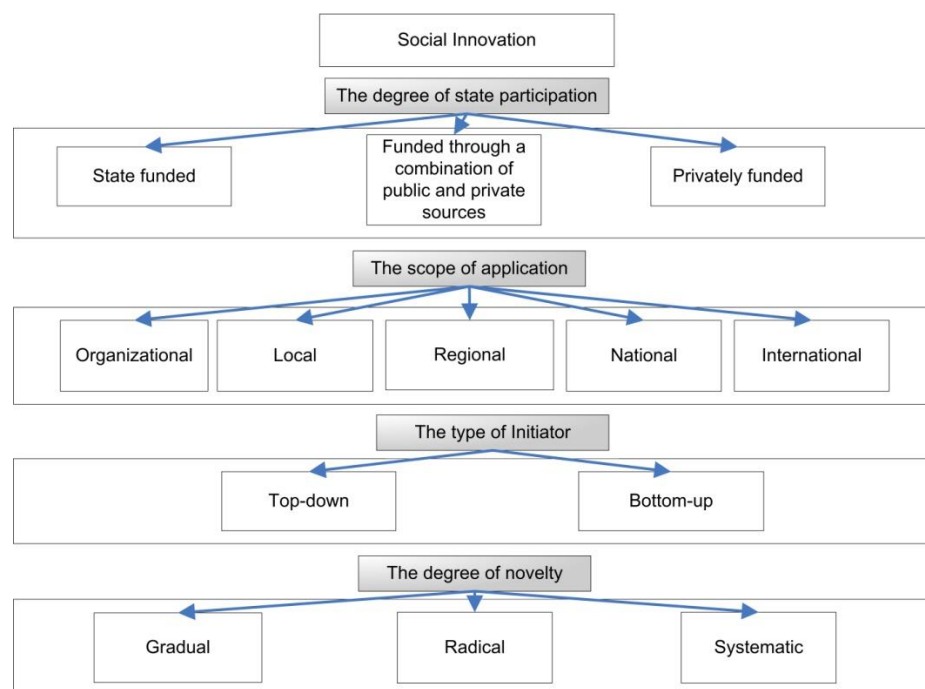 Social Innovation
The degree of state participation
State funded
Funded through a
combination of
public and private
sources
Privately funded
The scope of application
Organizational
Local
Regional
National
International
The type of Initiator
Top-down
Bottom-up
The degree of novelty
Gradual
Radical
Systematic